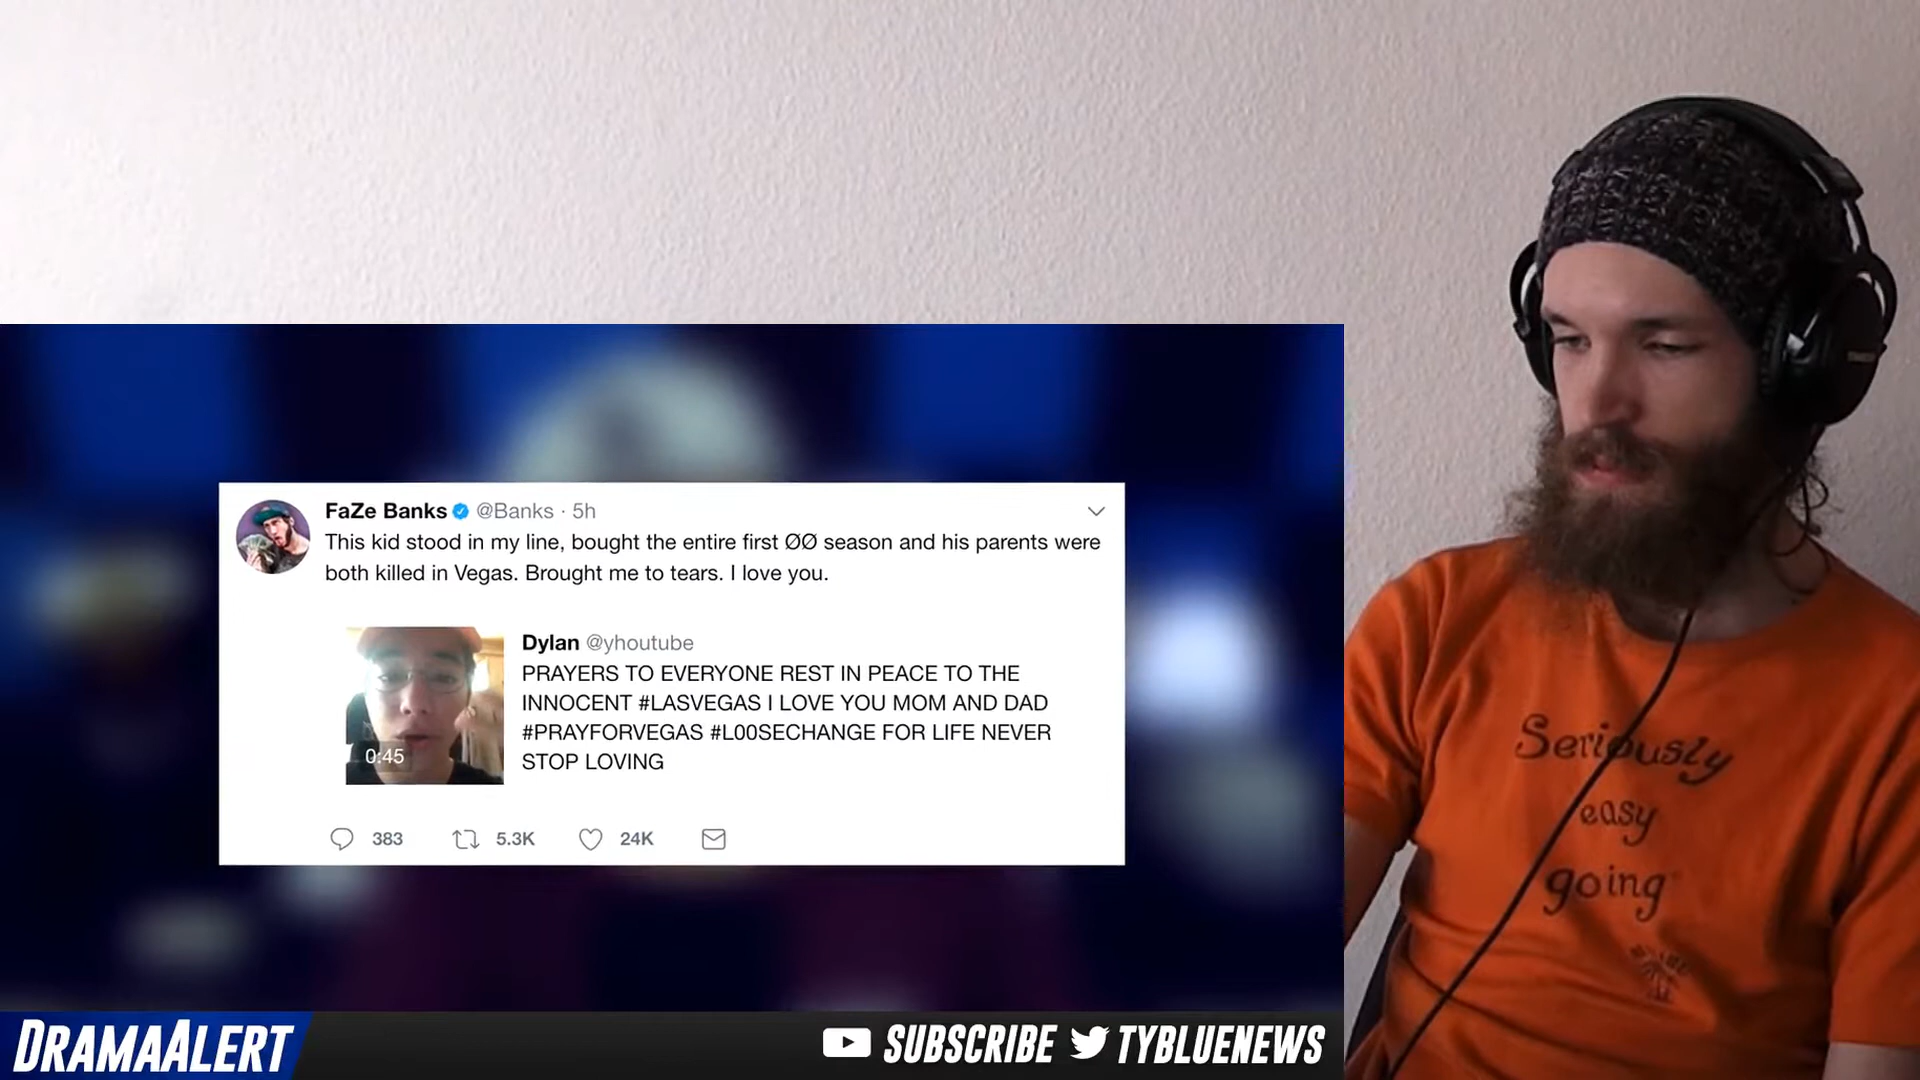 FaZe Banks @Banks · 5h
This kid stood in my line, bought the entire first ØØ season and his parents were
both killed in Vegas. Brought me to tears. I love you.
Dylan @yhoutube
PRAYERS TO EVERYONE REST IN PEACE TO THE
INNOCENT #LASVEGAS I LOVE YOU MOM AND DAD
#PRAYFORVEGAS #L00SECHANGE FOR LIFE NEVER
STOP LOVING
0:45
383 5.3K 24K
Seriously
easy
going
DRAMAALERT
SUBSCRIBE TYBLUENEWS